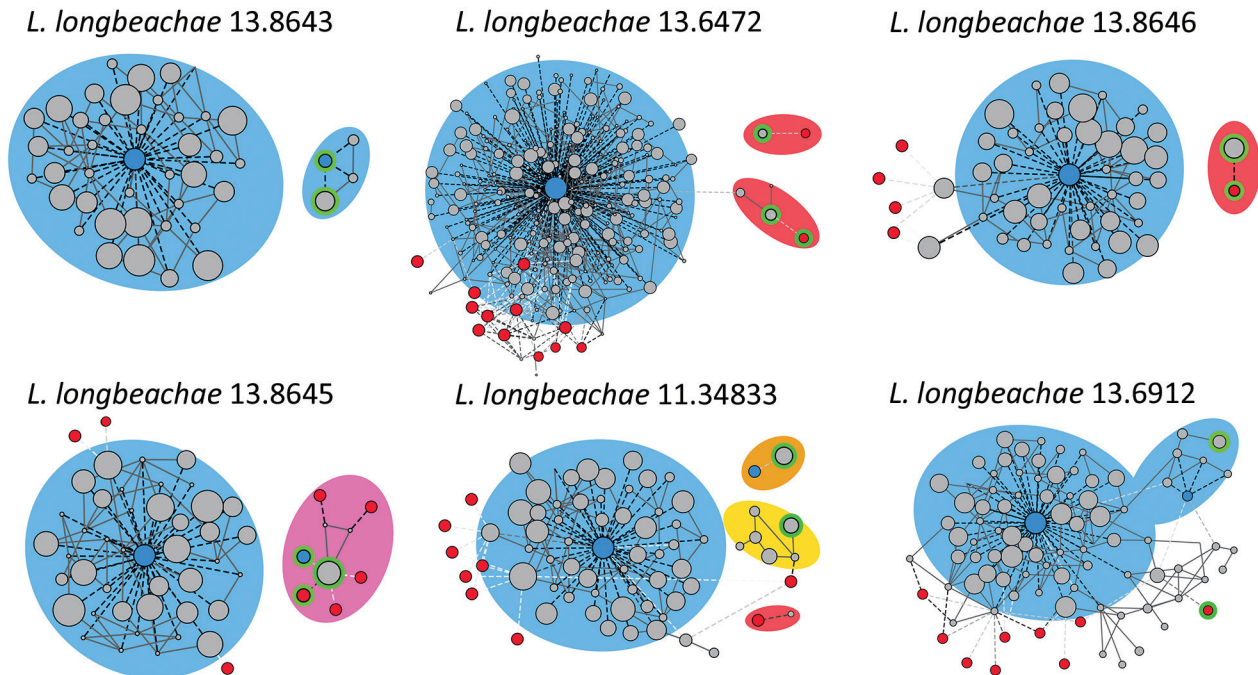 L. longbeachae 13.8643
L. longbeachae 13.6472
L. longbeachae 13.8646
L. longbeachae 13.8645
L. longbeachae 11.34833
L. longbeachae 13.6912